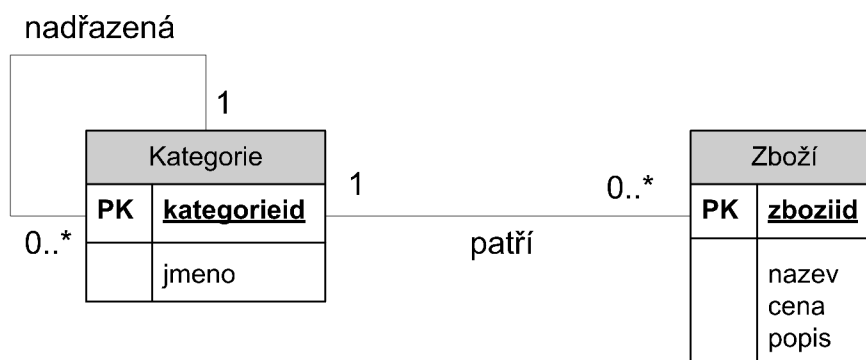 nadřazená
1
Kategorie
PK kategorieid
jmeno
0..*
1
patří
0..*
Zboží
PK zboziid
nazev
cena
popis